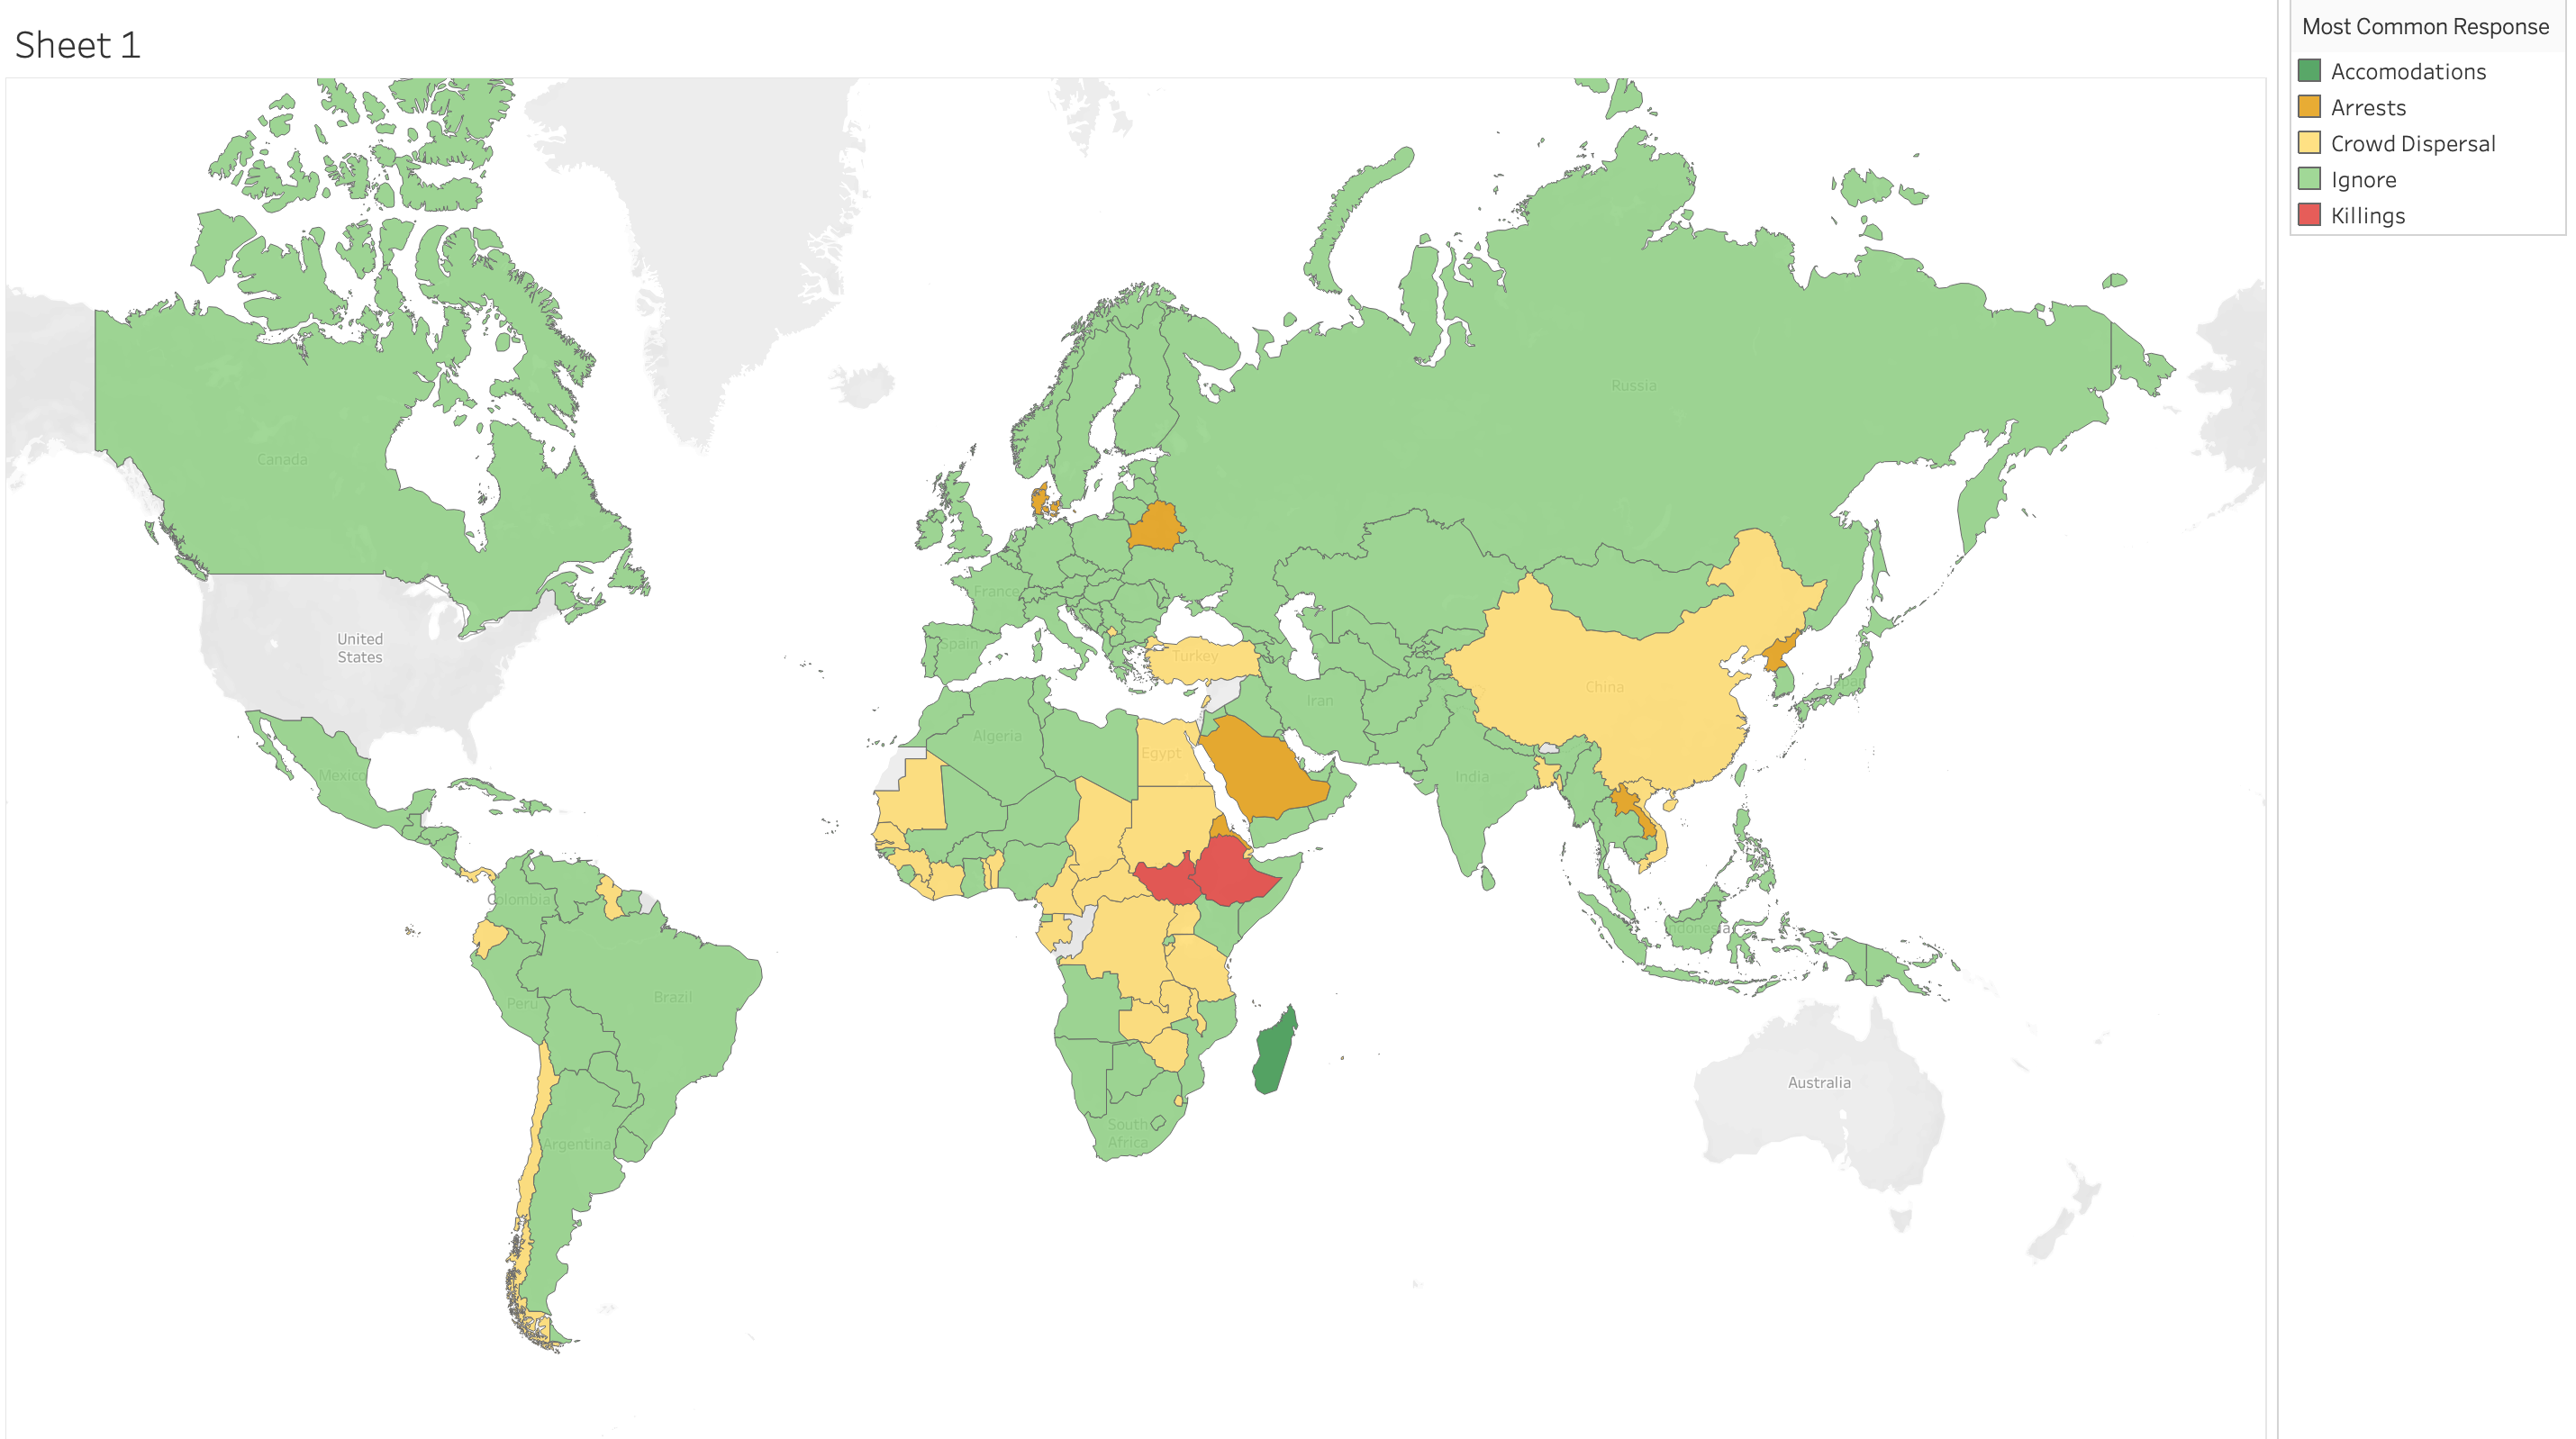 Sheet 1
Most Common Response
Accomodations
Arrests
Crowd Dispersal
Ignore
Killings
Russia
Canada
France
United
States
Spain
Turkey
China
Japan
Iran
Algeria
Egypt
Mexico
India
Colombia
Indonesia
Peru
Brazil
Australia
South
Africa
Argentina